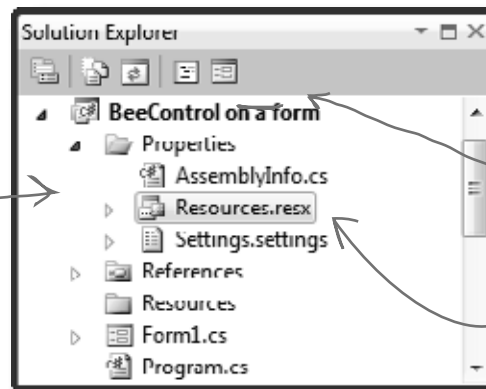 Solution Explorer
BeeControl on a form
Properties
AssemblyInfo.cs
Resources.resx
Settings.settings
References
Resources
Form1.cs
Program.cs